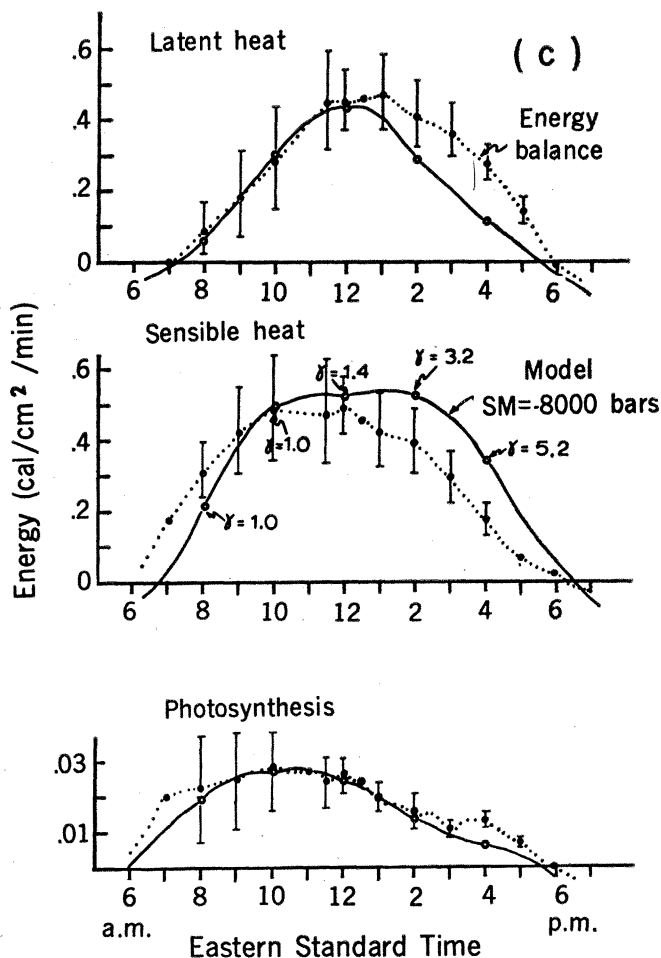 Latent heat
( c )
.6
.4
.2
0
Energy
balance
6 8 10 12 2 4 6
Energy (cal/cm² /min)
Sensible heat
.6
.4
.2
0
γ=1.4
γ=3.2
Model
SM=-8000 bars
γ=1.0
γ=5.2
γ=1.0
6 8 10 12 2 4 6
Photosynthesis
.03
.01
6 8 10 12 2 4 6
a.m. p.m.
Eastern Standard Time